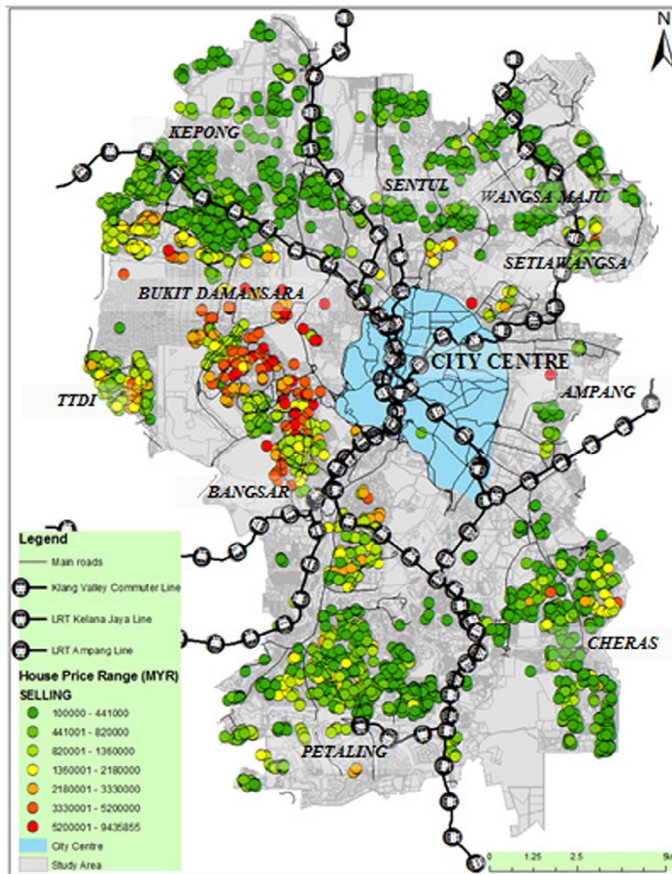 N
KEPONG
SENTUL
WANGSA MAJU
SETIAWANGSA
BUKIT DAMANSARA
CITY CENTRE
TTDI
AMPANG
BANGSAR
CHERAS
PETALING
Legend
Main roads
Klang Valley Commuter Line
LRT Kelana Jaya Line
LRT Ampang Line
House Price Range (MYR)
SELLING
100000 - 441000
441001 - 820000
820001 - 1360000
1360001 - 2180000
2180001 - 3330000
3330001 - 5200000
5200001 - 9435855
City Centre
Study Area
0 1.25 2.5